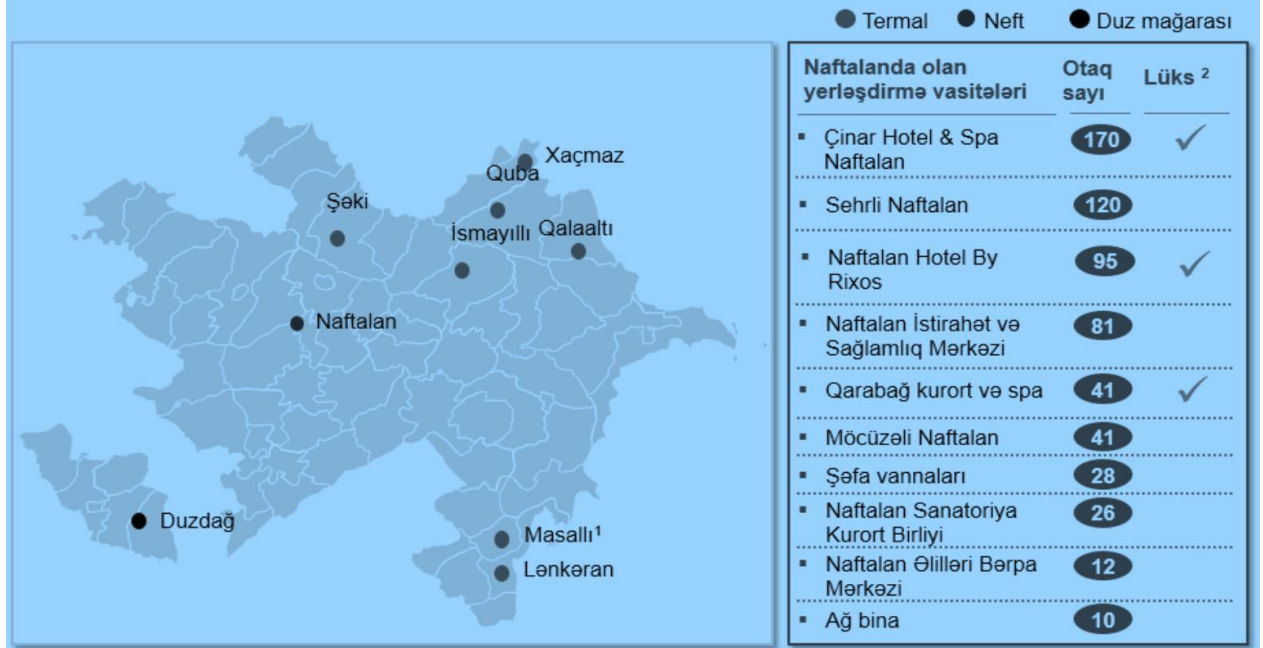 Termal
Neft
Duz mağarası
Xaçmaz
Quba
Şəki
İsmayıllı
Qalaaltı
Naftalan
Duzdağ
Masallı¹
Lənkəran
Naftalanda olan
yerləşdirmə vasitələri
Otaq
sayı
Lüks ²
▪ Çinar Hotel & Spa
Naftalan
170
▪ Sehrli Naftalan
120
▪ Naftalan Hotel By
Rixos
95
▪ Naftalan İstirahət və
Sağlamlıq Mərkəzi
81
▪ Qarabağ kurort və spa
41
▪ Möcüzəli Naftalan
41
▪ Şəfa vannaları
28
▪ Naftalan Sanatoriya
Kurort Birliyi
26
▪ Naftalan Əlilləri Bərpa
Mərkəzi
12
▪ Ağ bina
10